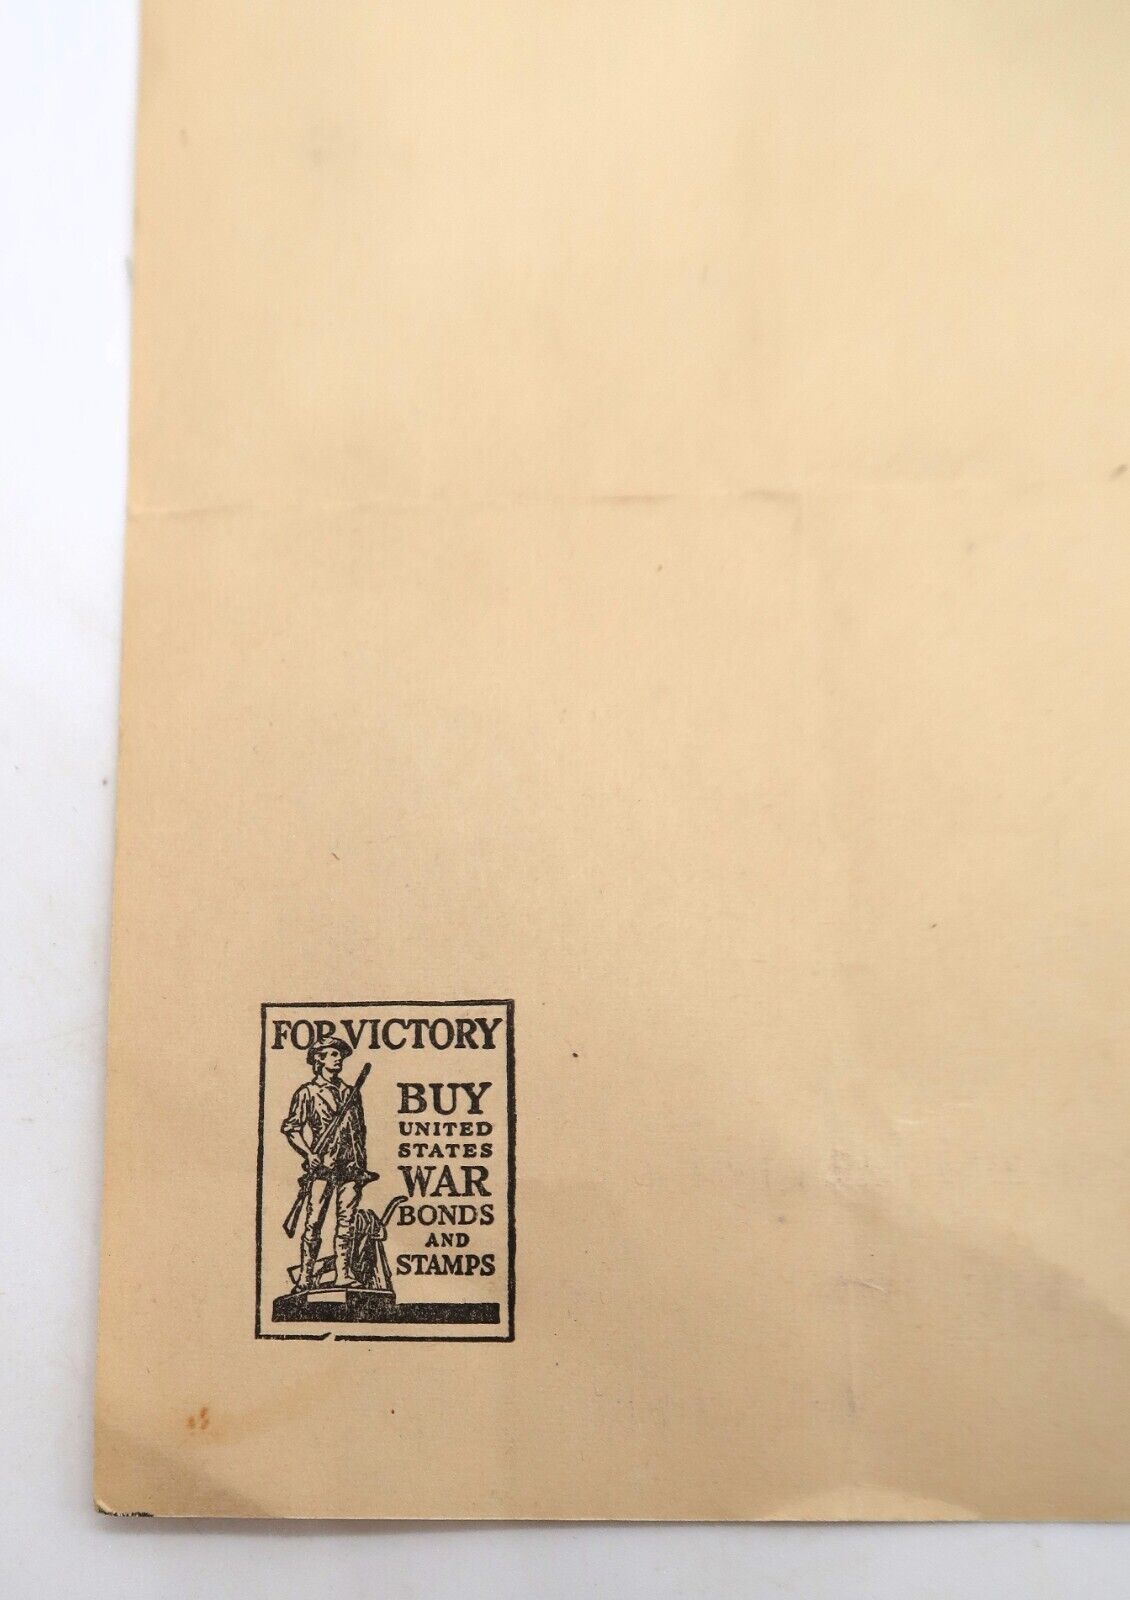 FOR VICTORY
BUY
UNITED
STATES
WAR
BONDS
AND
STAMPS